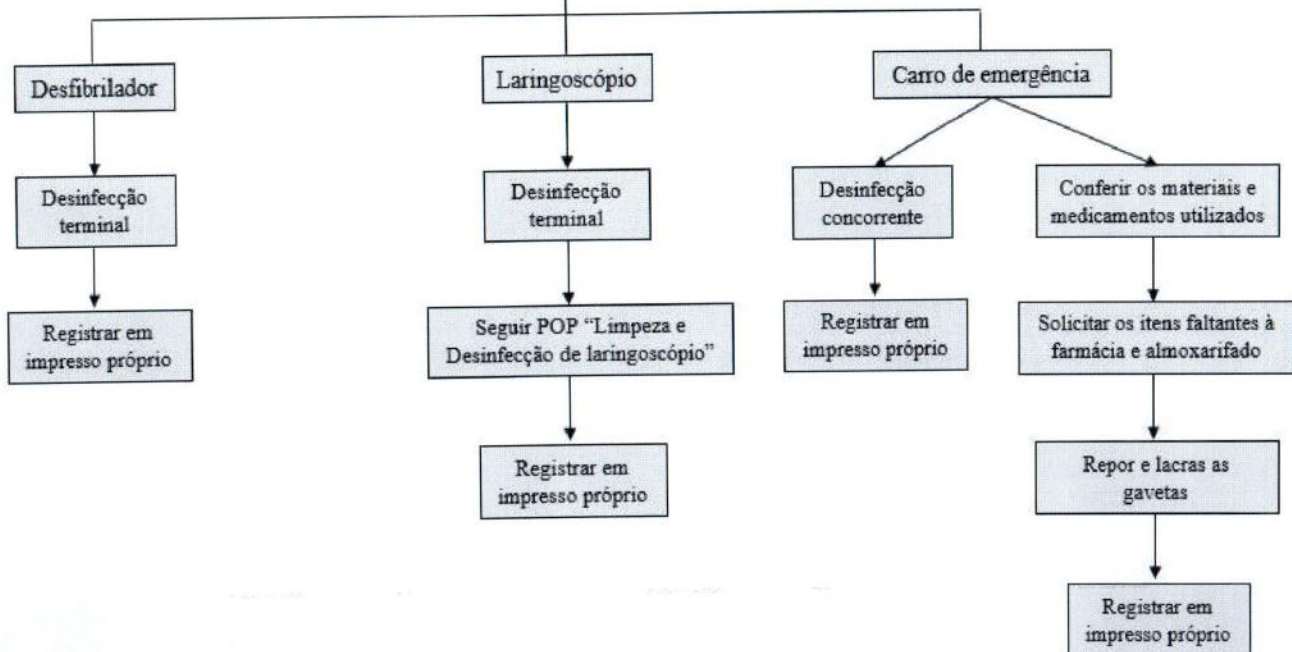 Desfibrilador
Laringoscópio
Carro de emergência
Desinfecção
terminal
Desinfecção
terminal
Desinfecção
concorrente
Conferir os materiais e
medicamentos utilizados
Registrar em
impresso próprio
Seguir POP “Limpeza e
Desinfecção de laringoscópio”
Registrar em
impresso próprio
Solicitar os itens faltantes à
farmácia e almoxarifado
Registrar em
impresso próprio
Repor e lacras as
gavetas
Registrar em
impresso próprio